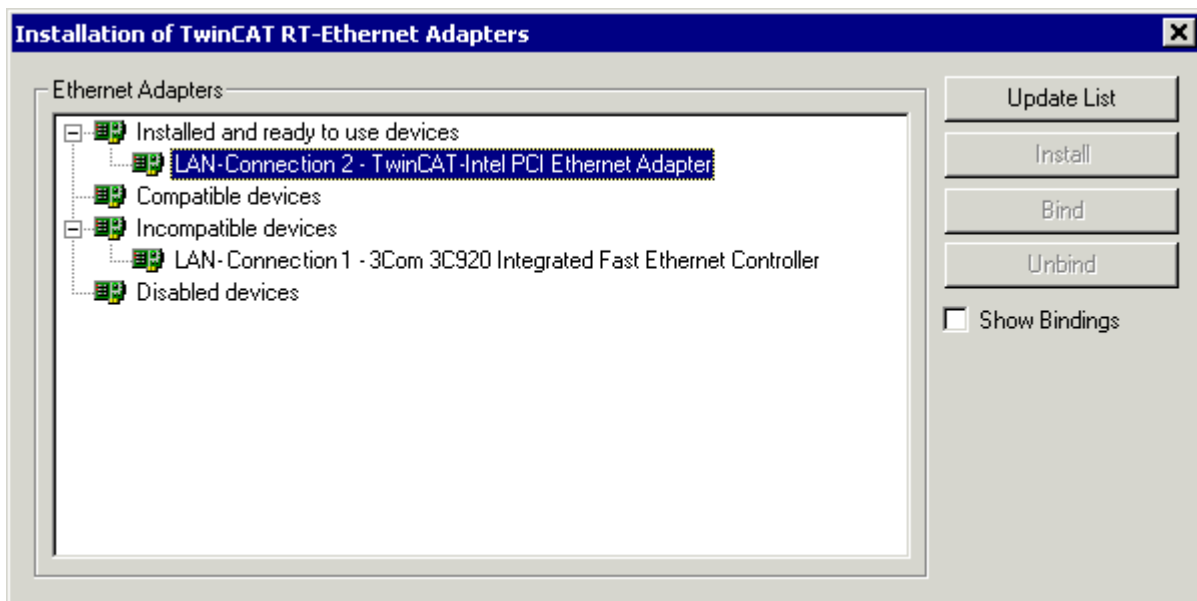 Installation of TwinCAT RT-Ethernet Adapters
Ethernet Adapters
Installed and ready to use devices
LAN-Connection 2 - TwinCAT-Intel PCI Ethernet Adapter
Compatible devices
Incompatible devices
LAN-Connection 1 - 3Com 3C920 Integrated Fast Ethernet Controller
Disabled devices
Update List
Install
Bind
Unbind
Show Bindings